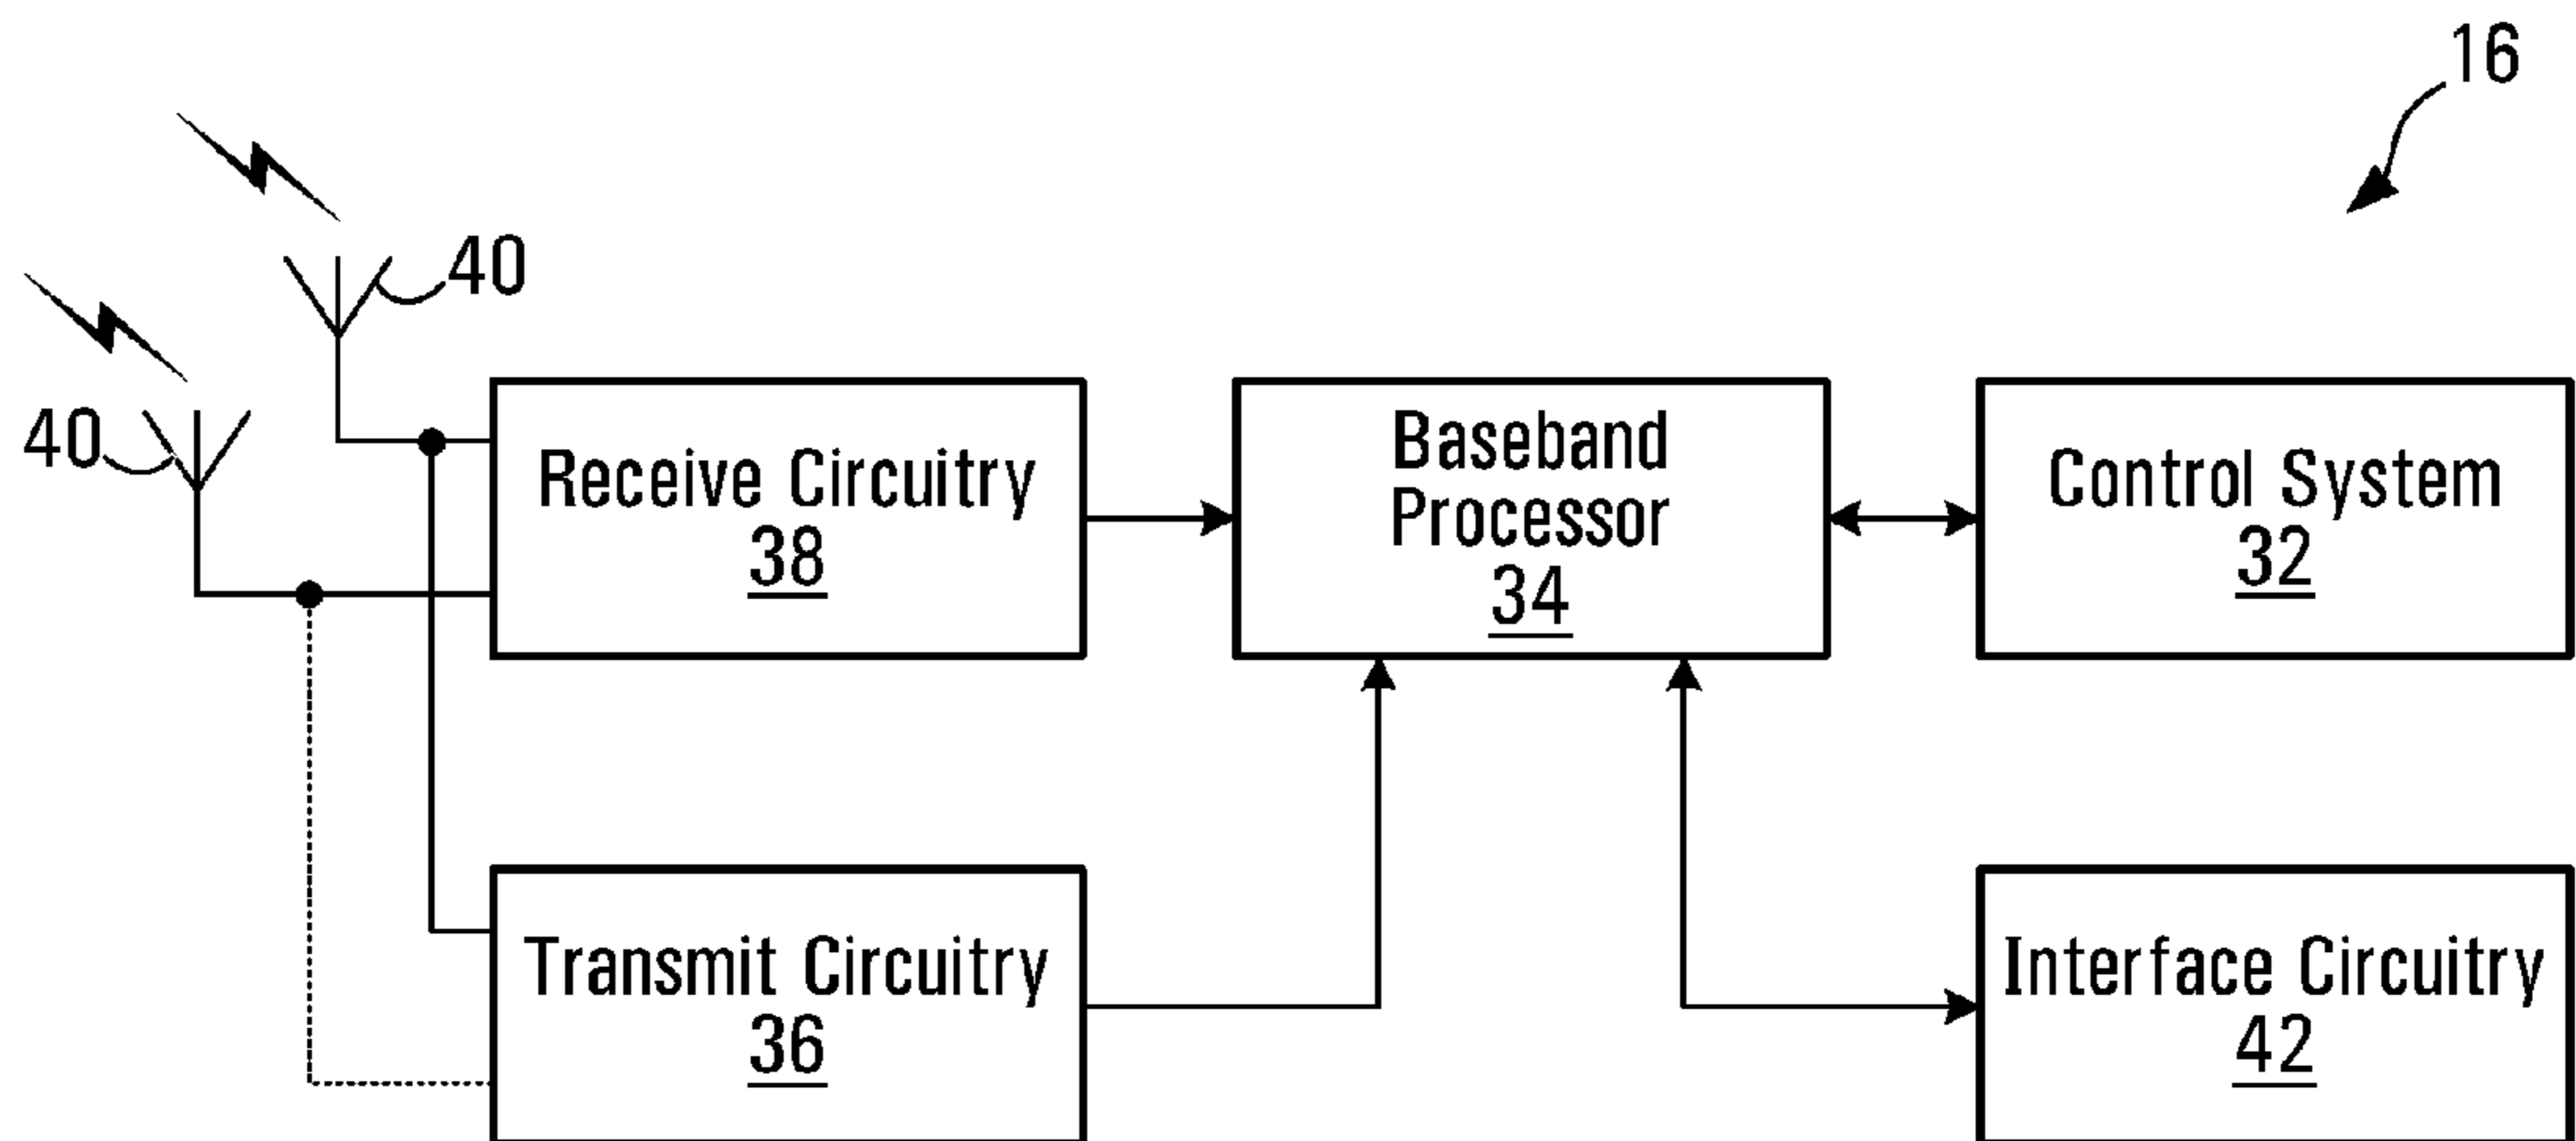 16
40
40
Receive Circuitry
38
Baseband
Processor
34
Control System
32
Transmit Circuitry
36
Interface Circuitry
42